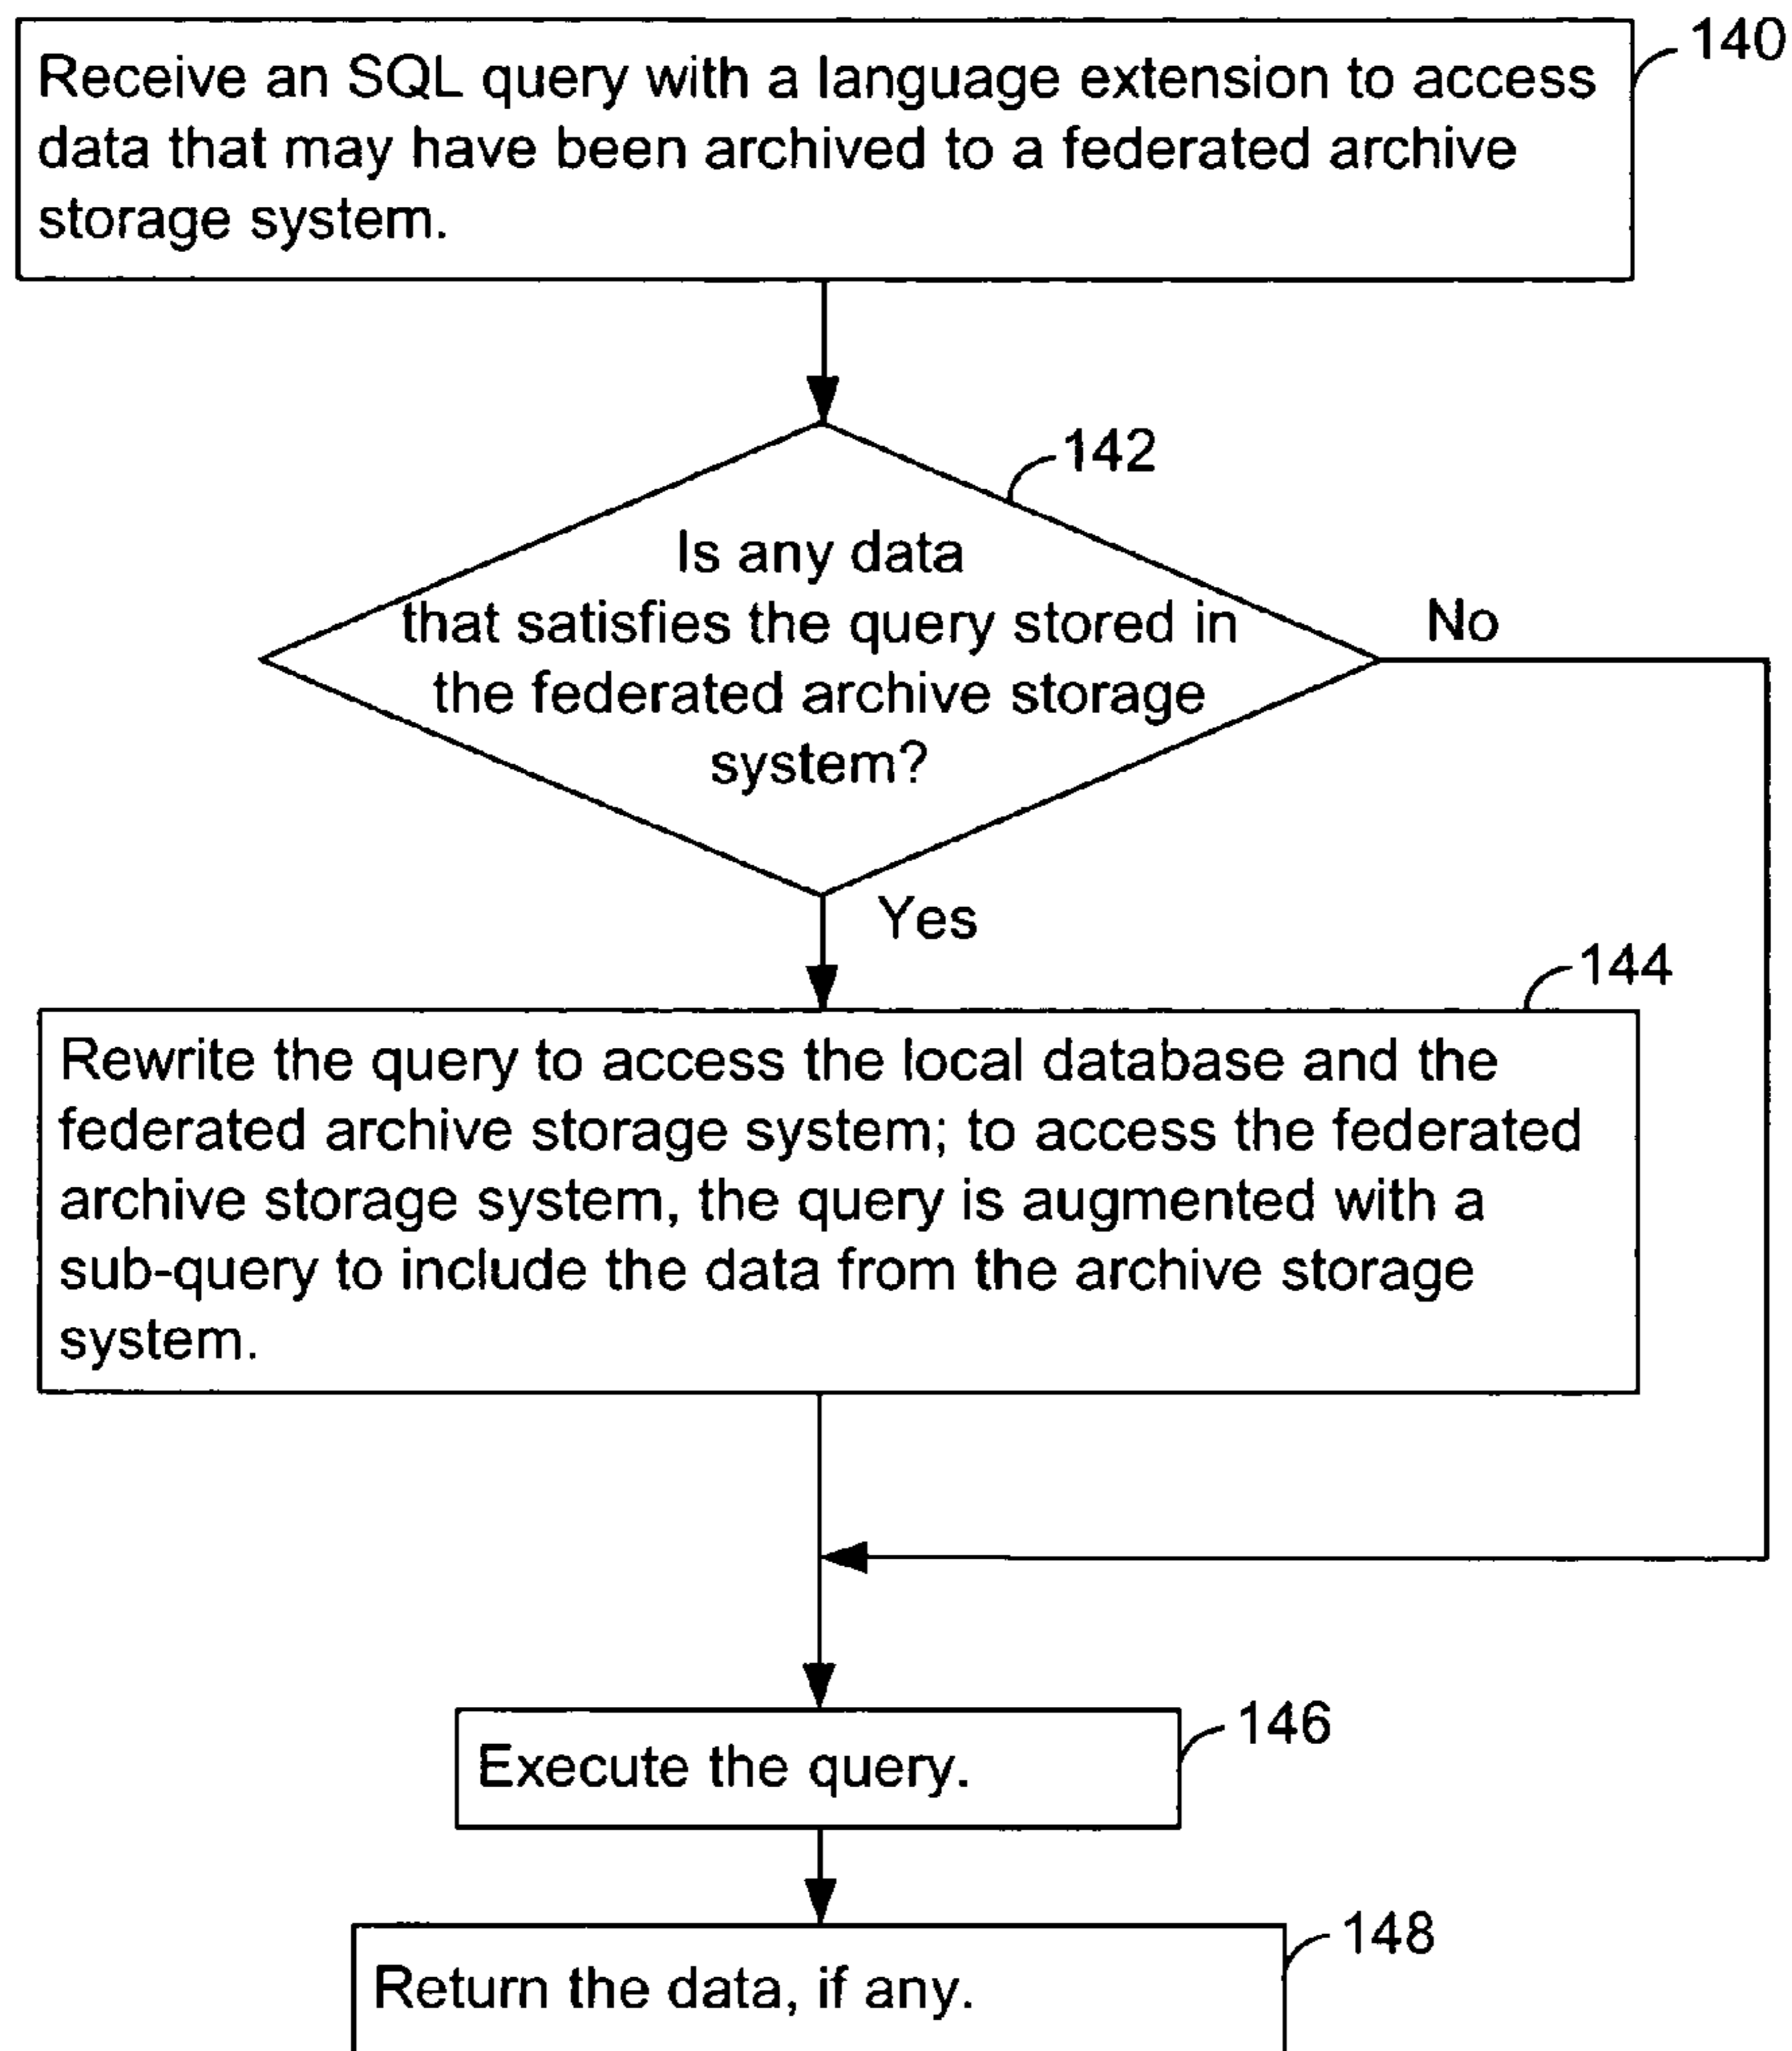 140
Receive an SQL query with a language extension to access
data that may have been archived to a federated archive
storage system.
142
Is any data
that satisfies the query stored in
the federated archive storage
system?
No
Yes
144
Rewrite the query to access the local database and the
federated archive storage system; to access the federated
archive storage system, the query is augmented with a
sub-query to include the data from the archive storage
system.
146
Execute the query.
148
Return the data, if any.